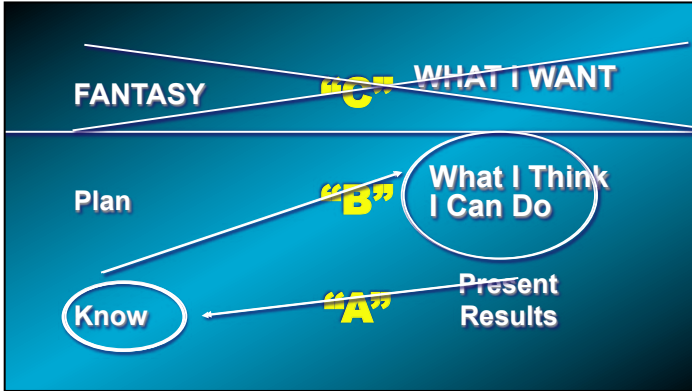 FANTASY “C” WHAT I WANT
Plan “B” What I Think
I Can Do
Know “A” Present
Results